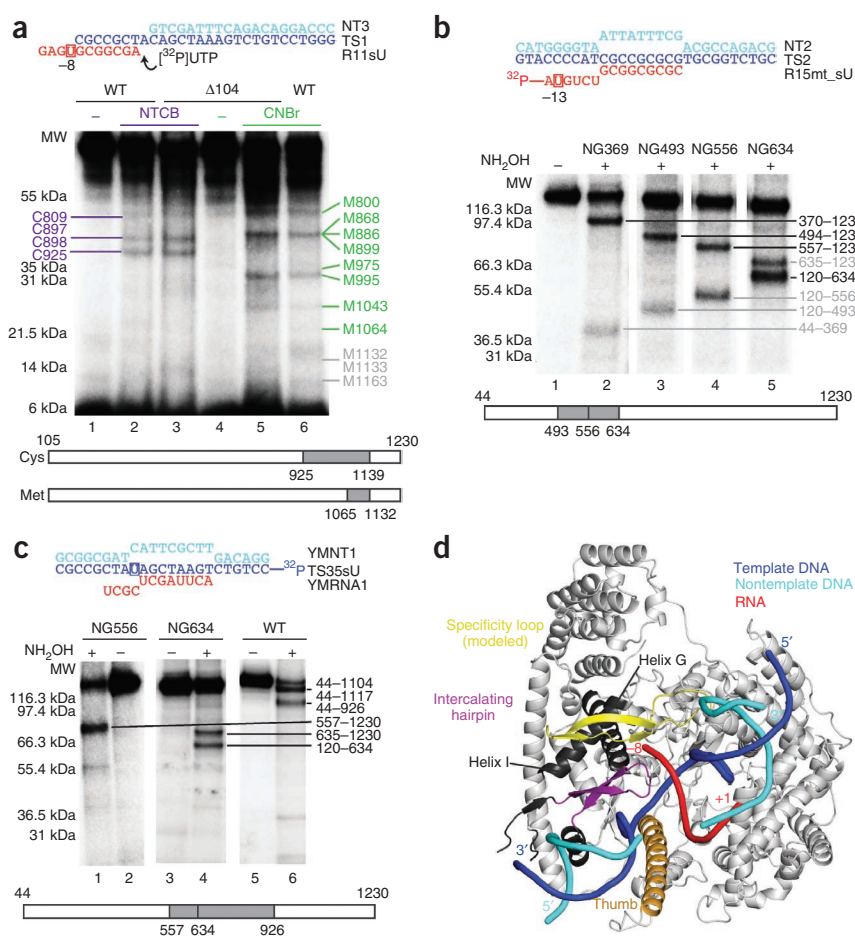 a
GTCGATTTCAGACAGGACCC NT3
CGCCGCTACAGCTAAAGTCTGTCCTGGG TS1
GAGUGCGGCGA [³²P]UTP R11sU
–8
WT Δ104 WT
– NTCB – CNBr
MW
55 kDa
C809
C897
C898
C925
35 kDa
31 kDa
21.5 kDa
14 kDa
6 kDa
M800
M868
M886
M899
M975
M995
M1043
M1064
M1132
M1133
M1163
1 2 3 4 5 6
105 1230
Cys
925 1139
Met
1065 1132
b
ATTATTTCG
CATGGGGTA ACGCCAGACG NT2
GTACCCCATCGCCGCGCGTGCGGTCTGC TS2
³²P—AUGUCU GCGGCGCGC R15mt_sU
–13
NG369 NG493 NG556 NG634
NH₂OH – + + + +
MW
116.3 kDa
97.4 kDa
66.3 kDa
55.4 kDa
36.5 kDa
31 kDa
370–123
494–123
557–123
635–123
120–634
120–556
120–493
44–369
1 2 3 4 5
44 1230
493 556 634
c
CATTCGCTT
GCGGCGAT GACAGG YMNT1
CGCCGCTAUAGCTAAGTCTGTCC—³²P TS35sU
UCGC UCGAUUCA YMRNA1
NG556 NG634 WT
NH₂OH + – – + – +
MW
116.3 kDa
97.4 kDa
66.3 kDa
55.4 kDa
36.5 kDa
31 kDa
44–1104
44–1117
44–926
557–1230
635–1230
120–634
1 2 3 4 5 6
44 1230
557 634 926
d
Template DNA
Nontemplate DNA
RNA
Specificity loop
(modeled)
Helix G
5′
Intercalating
hairpin
3′
–8
Helix I
+1
3′
5′
Thumb